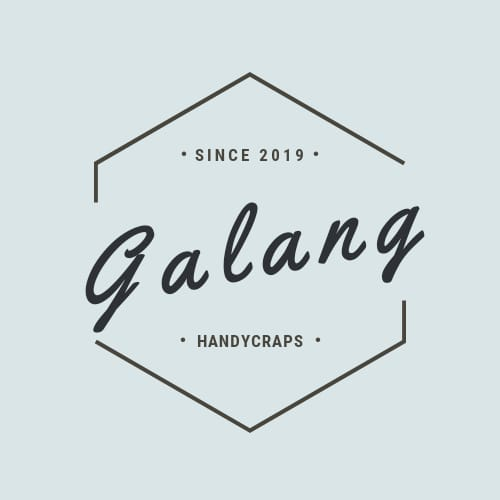 • SINCE 2019 •
Galang
• HANDYCRAPS •